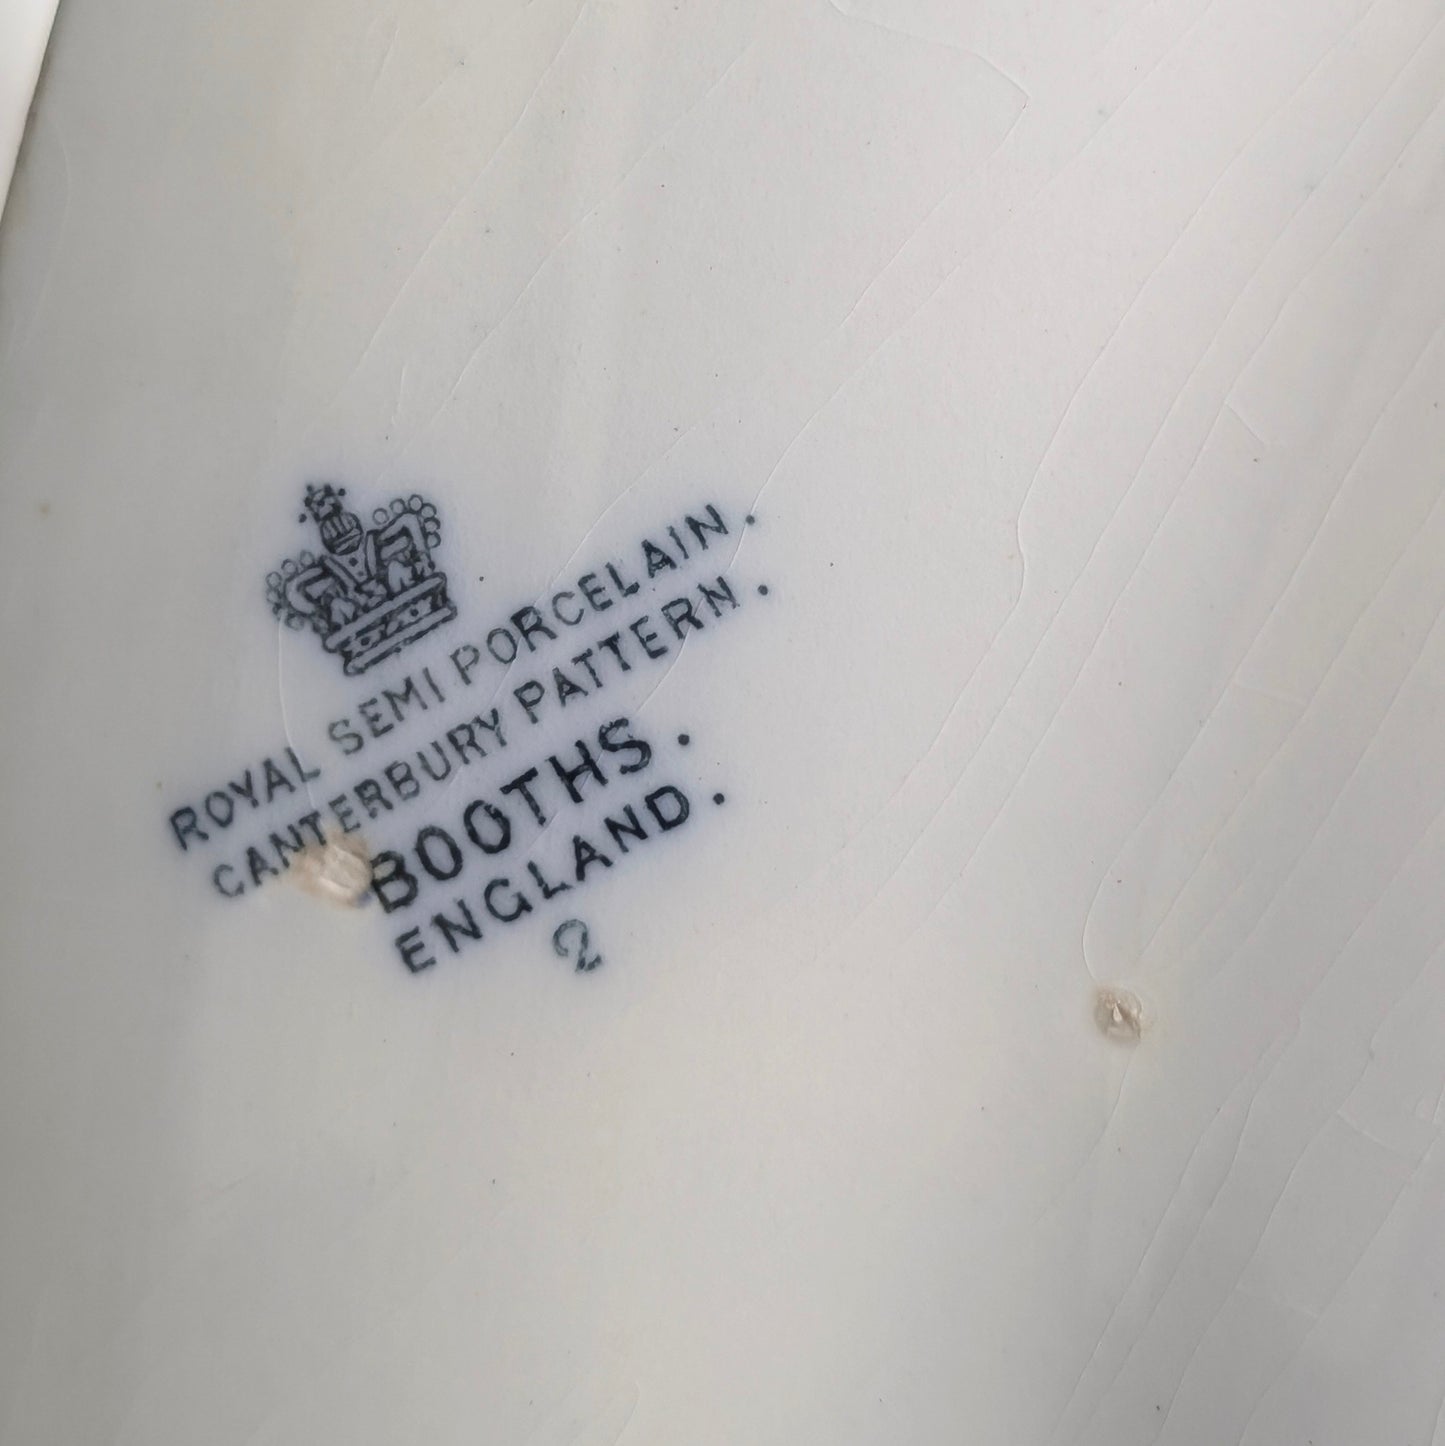 ROYAL SEMI PORCELAIN.
CANTERBURY PATTERN.
BOOTHS.
ENGLAND.
2